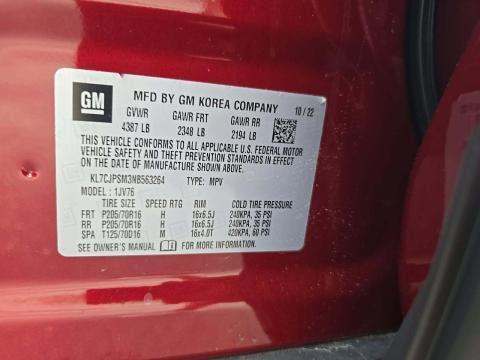 GM
MFD BY GM KOREA COMPANY 10/22
GVWR GAWR FRT GAWR RR
4387 LB 2348 LB 2194 LB
THIS VEHICLE CONFORMS TO ALL APPLICABLE U.S. FEDERAL MOTOR
VEHICLE SAFETY AND THEFT PREVENTION STANDARDS IN EFFECT
ON THE DATE OF MANUFACTURE SHOWN ABOVE.
KL7CJPSM3NB563264 TYPE: MPV
MODEL: 1JV76
TIRE SIZE SPEED RTG RIM COLD TIRE PRESSURE
FRT P205/70R16 H 16x6.5J 240KPA, 35 PSI
RR P205/70R16 H 16x6.5J 240KPA, 35 PSI
SPA T125/70D16 M 16x4.0T 420KPA, 60 PSI
SEE OWNER'S MANUAL